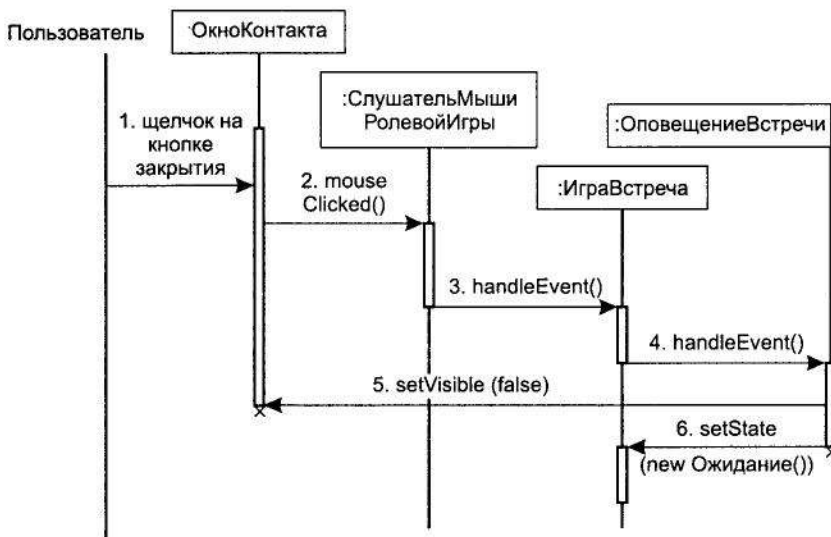 Пользователь
ОкноКонтакта
:СлушательМыши
РолевойИгры
:ОповещениеВстречи
:ИграВстреча
1. щелчок на
кнопке
закрытия
2. mouse
Clicked()
3. handleEvent()
4. handleEvent()
5. setVisible (false)
6. setState
(new Ожидание())